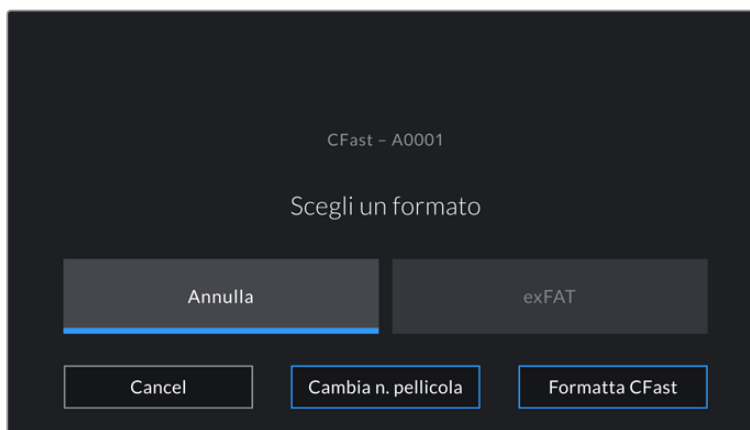 CFast – A0001
Scegli un formato
Annulla
exFAT
Cancel
Cambia n. pellicola
Formatta CFast